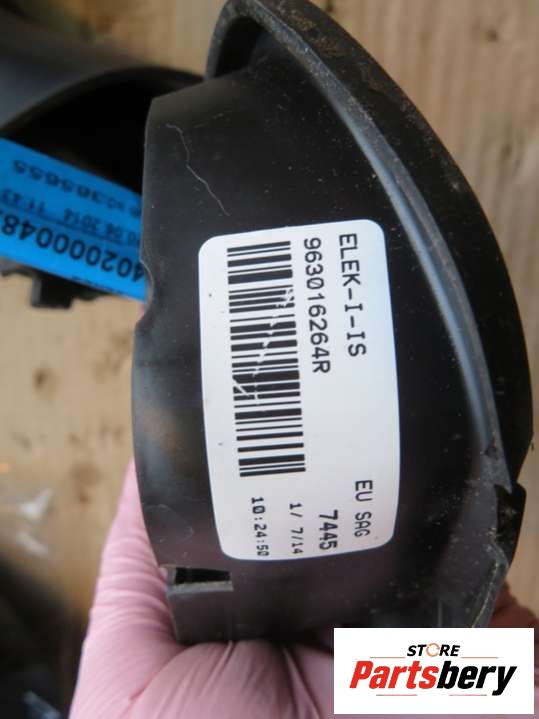 ELEK-I-IS
963016264R
EU SAG
7445
1/ 7/14
10:24:50
STORE
Partsbery